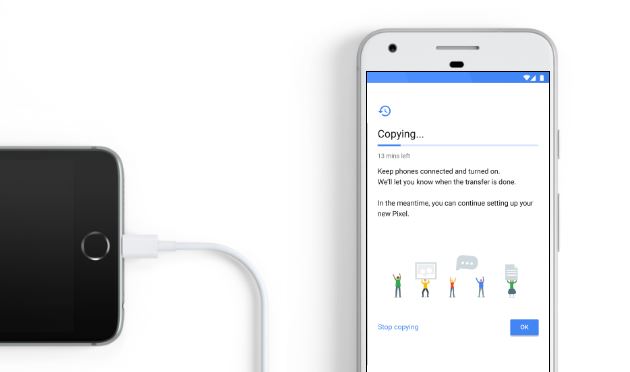 Copying...
13 mins left
Keep phones connected and turned on.
We'll let you know when the transfer is done.
In the meantime, you can continue setting up your
new Pixel.
Stop copying
OK